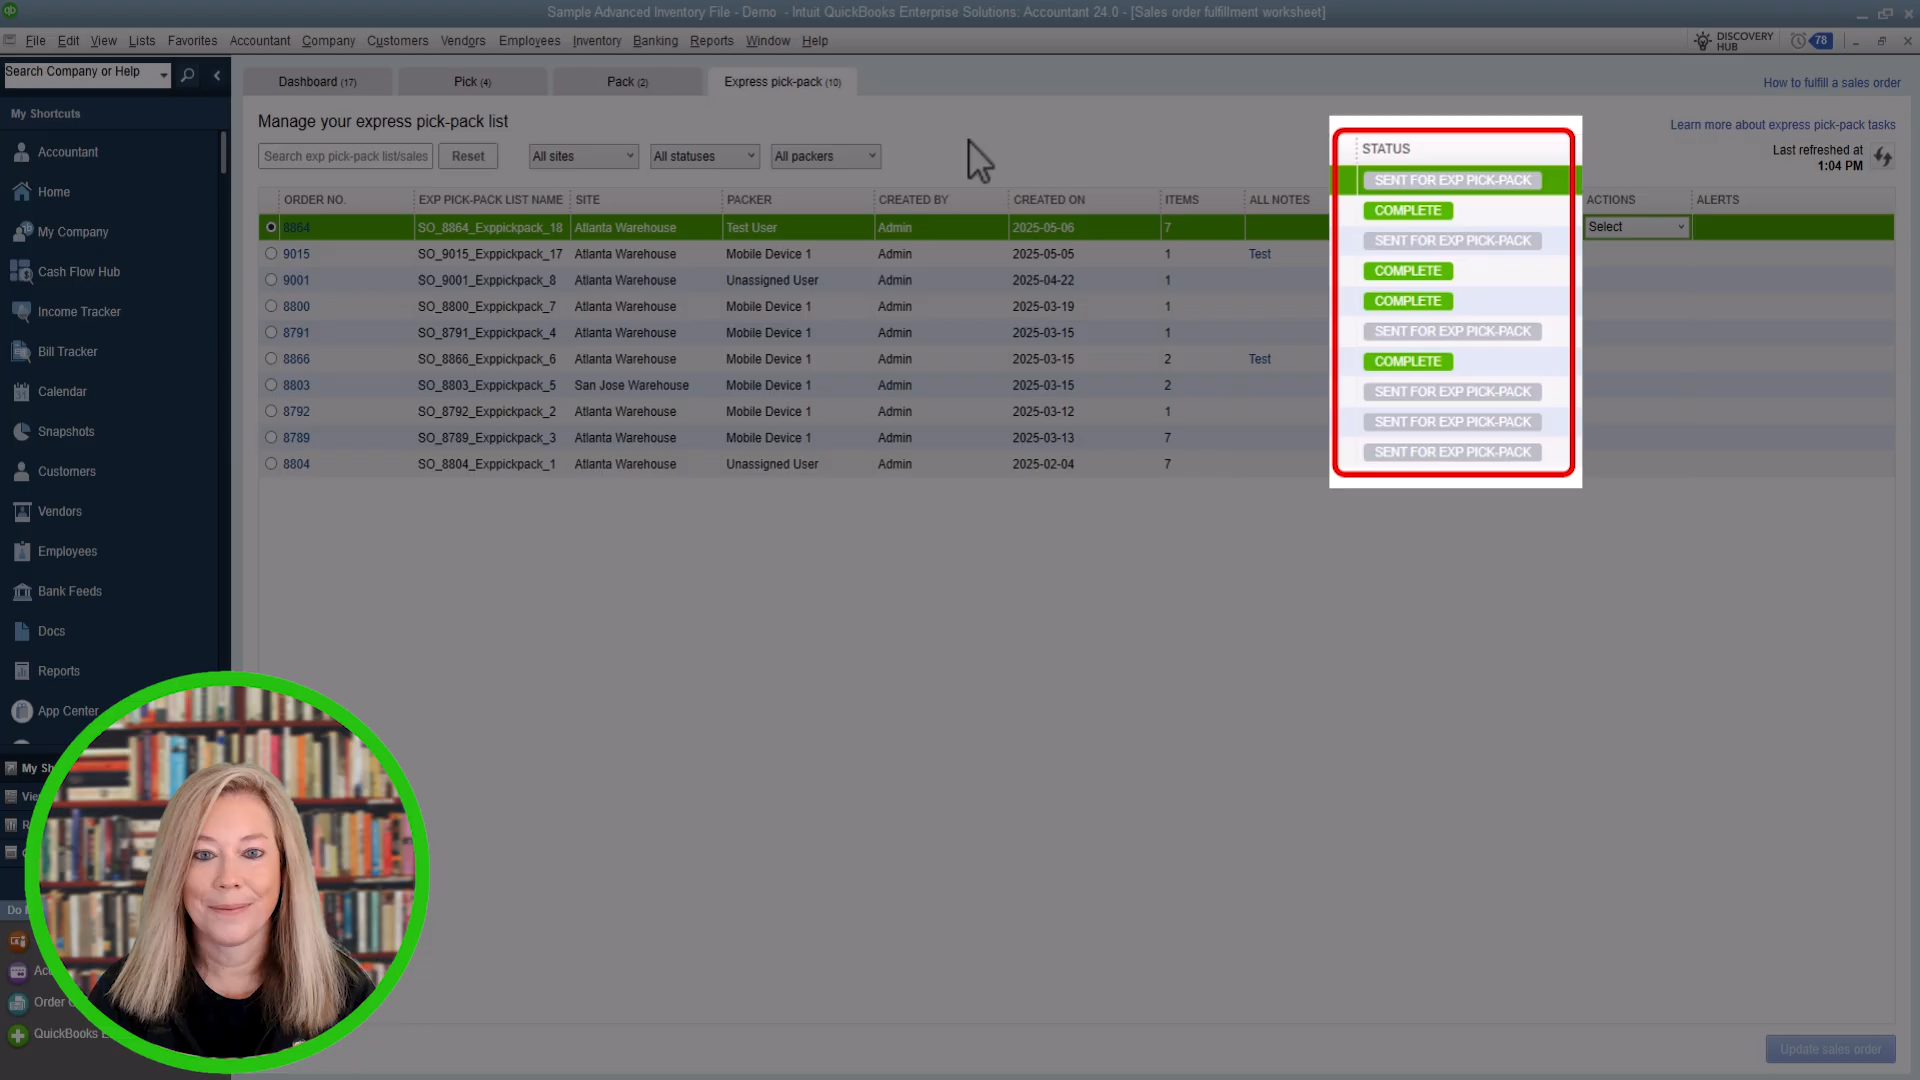 Sample Advanced Inventory File - Demo - Intuit QuickBooks Enterprise Solutions: Accountant 24.0 - [Sales order fulfillment worksheet]
File Edit View Lists Favorites Accountant Company Customers Vendors Employees Inventory Banking Reports Window Help
DISCOVERY HUB 78
Search Company or Help
My Shortcuts
Accountant
Home
My Company
Cash Flow Hub
Income Tracker
Bill Tracker
Calendar
Snapshots
Customers
Vendors
Employees
Bank Feeds
Docs
Reports
App Center
My Sh
Order
QuickBooks
Dashboard (17) Pick (4) Pack (2) Express pick-pack (10)
How to fulfill a sales order
Manage your express pick-pack list
Learn more about express pick-pack tasks
Search exp pick-pack list/sales Reset All sites All statuses All packers
Last refreshed at
1:04 PM
ORDER NO. EXP PICK-PACK LIST NAME SITE PACKER CREATED BY CREATED ON ITEMS ALL NOTES STATUS ACTIONS ALERTS
8864 SO_8864_Exppickpack_18 Atlanta Warehouse Test User Admin 2025-05-06 7 SENT FOR EXP PICK-PACK Select
9015 SO_9015_Exppickpack_17 Atlanta Warehouse Mobile Device 1 Admin 2025-05-05 1 Test COMPLETE
9001 SO_9001_Exppickpack_8 Atlanta Warehouse Unassigned User Admin 2025-04-22 1 SENT FOR EXP PICK-PACK
8800 SO_8800_Exppickpack_7 Atlanta Warehouse Mobile Device 1 Admin 2025-03-19 1 COMPLETE
8791 SO_8791_Exppickpack_4 Atlanta Warehouse Mobile Device 1 Admin 2025-03-15 1 COMPLETE
8866 SO_8866_Exppickpack_6 Atlanta Warehouse Mobile Device 1 Admin 2025-03-15 2 Test SENT FOR EXP PICK-PACK
8803 SO_8803_Exppickpack_5 San Jose Warehouse Mobile Device 1 Admin 2025-03-15 2 COMPLETE
8792 SO_8792_Exppickpack_2 Atlanta Warehouse Mobile Device 1 Admin 2025-03-12 1 SENT FOR EXP PICK-PACK
8789 SO_8789_Exppickpack_3 Atlanta Warehouse Mobile Device 1 Admin 2025-03-13 7 SENT FOR EXP PICK-PACK
8804 SO_8804_Exppickpack_1 Atlanta Warehouse Unassigned User Admin 2025-02-04 7 SENT FOR EXP PICK-PACK
Update sales order